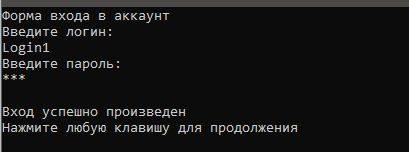 Форма входа в аккаунт
Введите логин:
Login1
Введите пароль:
***
Вход успешно произведен
Нажмите любую клавишу для продолжения